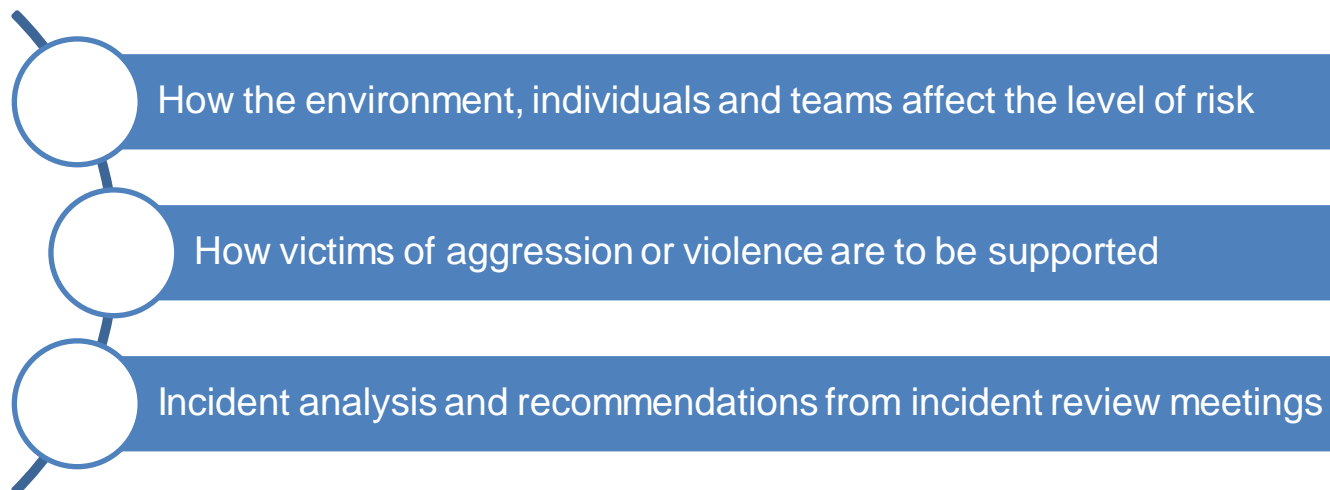 How the environment, individuals and teams affect the level of risk
How victims of aggression or violence are to be supported
Incident analysis and recommendations from incident review meetings